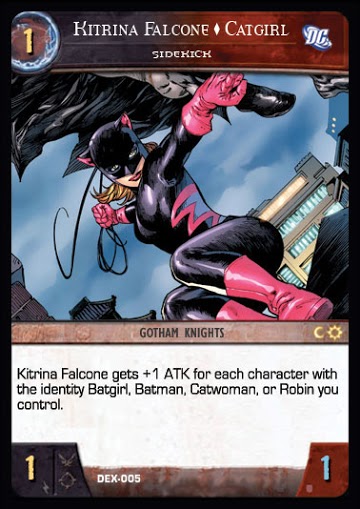 1
KITRINA FALCONE ♦ CATGIRL
SIDEKICK
DC
GOTHAM KNIGHTS
Kitrina Falcone gets +1 ATK for each character with
the identity Batgirl, Batman, Catwoman, or Robin you
control.
1
DEX-005
1